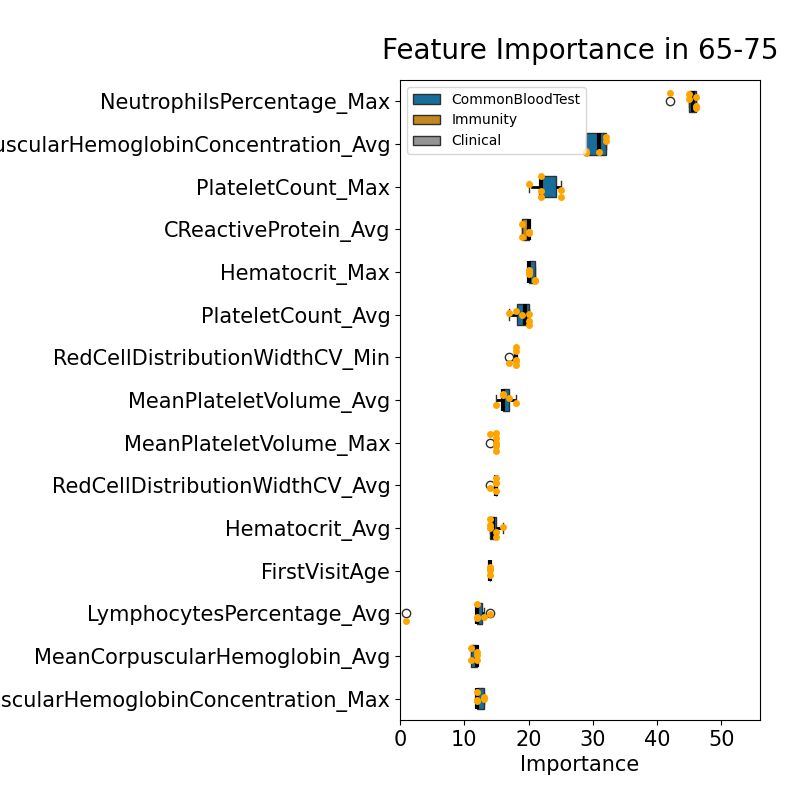 Feature Importance in 65-75
NeutrophilsPercentage_Max
uscularHemoglobinConcentration_Avg
PlateletCount_Max
CReactiveProtein_Avg
Hematocrit_Max
PlateletCount_Avg
RedCellDistributionWidthCV_Min
MeanPlateletVolume_Avg
MeanPlateletVolume_Max
RedCellDistributionWidthCV_Avg
Hematocrit_Avg
FirstVisitAge
LymphocytesPercentage_Avg
MeanCorpuscularHemoglobin_Avg
scularHemoglobinConcentration_Max
CommonBloodTest
Immunity
Clinical
0 10 20 30 40 50
Importance